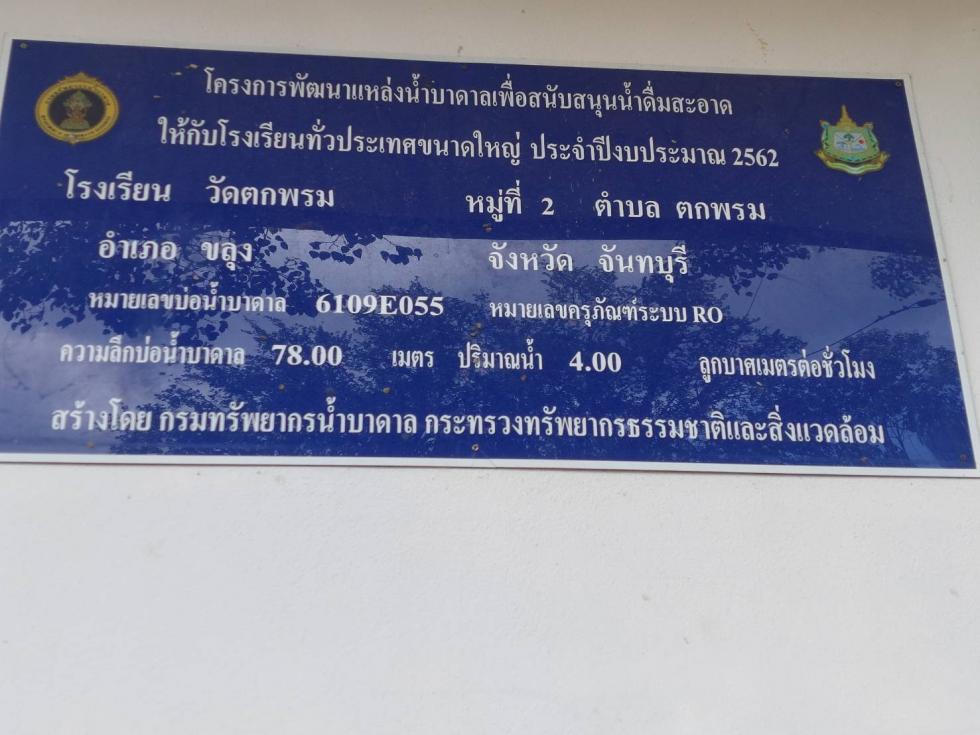 โครงการพัฒนาแหล่งน้ำบาดาลเพื่อสนับสนุนน้ำดื่มสะอาด
ให้กับโรงเรียนทั่วประเทศขนาดใหญ่ ประจำปีงบประมาณ 2562
โรงเรียน วัดตกพรม หมู่ที่ 2 ตำบล ตกพรม
อำเภอ ขลุง จังหวัด จันทบุรี
หมายเลขบ่อน้ำบาดาล 6109E055 หมายเลขครุภัณฑ์ระบบ RO
ความลึกบ่อน้ำบาดาล 78.00 เมตร ปริมาณน้ำ 4.00 ลูกบาศเมตรต่อชั่วโมง
สร้างโดย กรมทรัพยากรน้ำบาดาล กระทรวงทรัพยากรธรรมชาติและสิ่งแวดล้อม